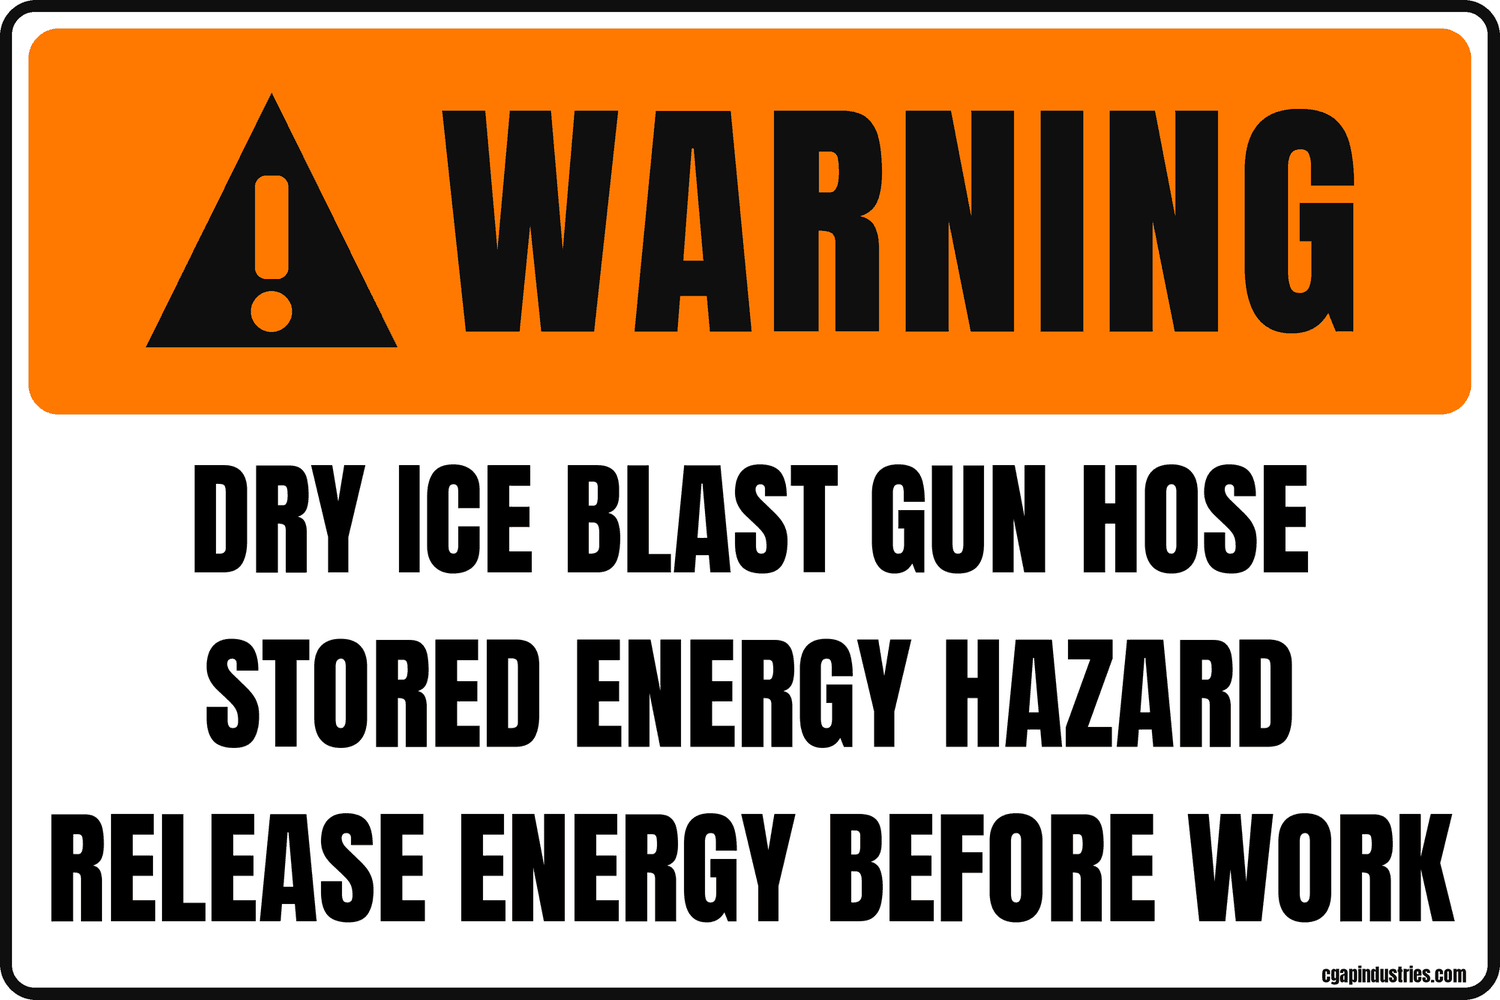 WARNING
DRY ICE BLAST GUN HOSE
STORED ENERGY HAZARD
RELEASE ENERGY BEFORE WORK
cgapindustries.com